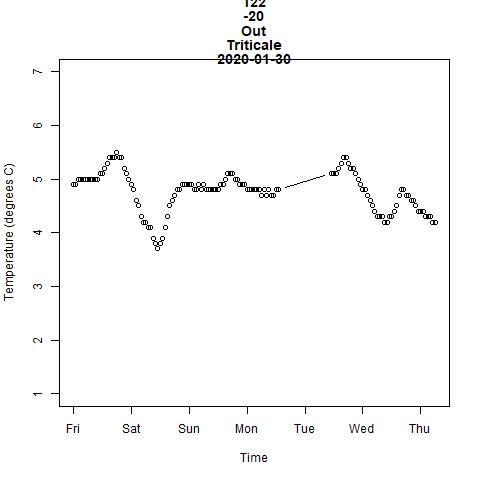 122
-20
Out
Triticale
2020-01-30
7
6
5
4
3
2
1
Temperature (degrees C)
Fri Sat Sun Mon Tue Wed Thu
Time